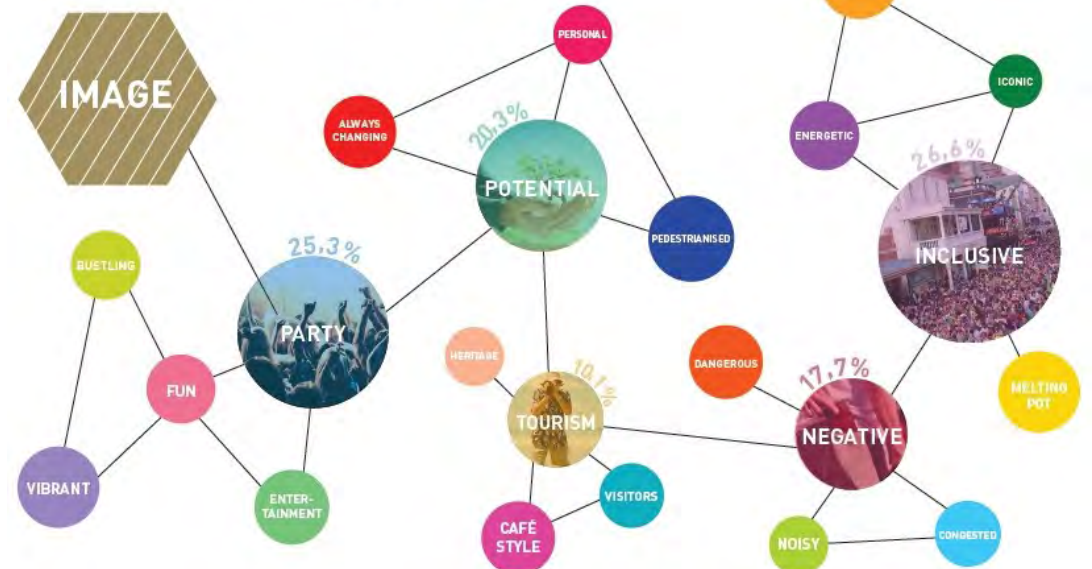 IMAGE
PERSONAL
ALWAYS
CHANGING
20,3%
POTENTIAL
PEDESTRIANISED
ICONIC
ENERGETIC
26,6%
INCLUSIVE
BUSTLING
25,3%
PARTY
FUN
VIBRANT
ENTER-
TAINMENT
HERITAGE
10,1%
TOURISM
VISITORS
CAFÉ
STYLE
DANGEROUS
17,7%
NEGATIVE
NOISY
CONGESTED
MELTING
POT